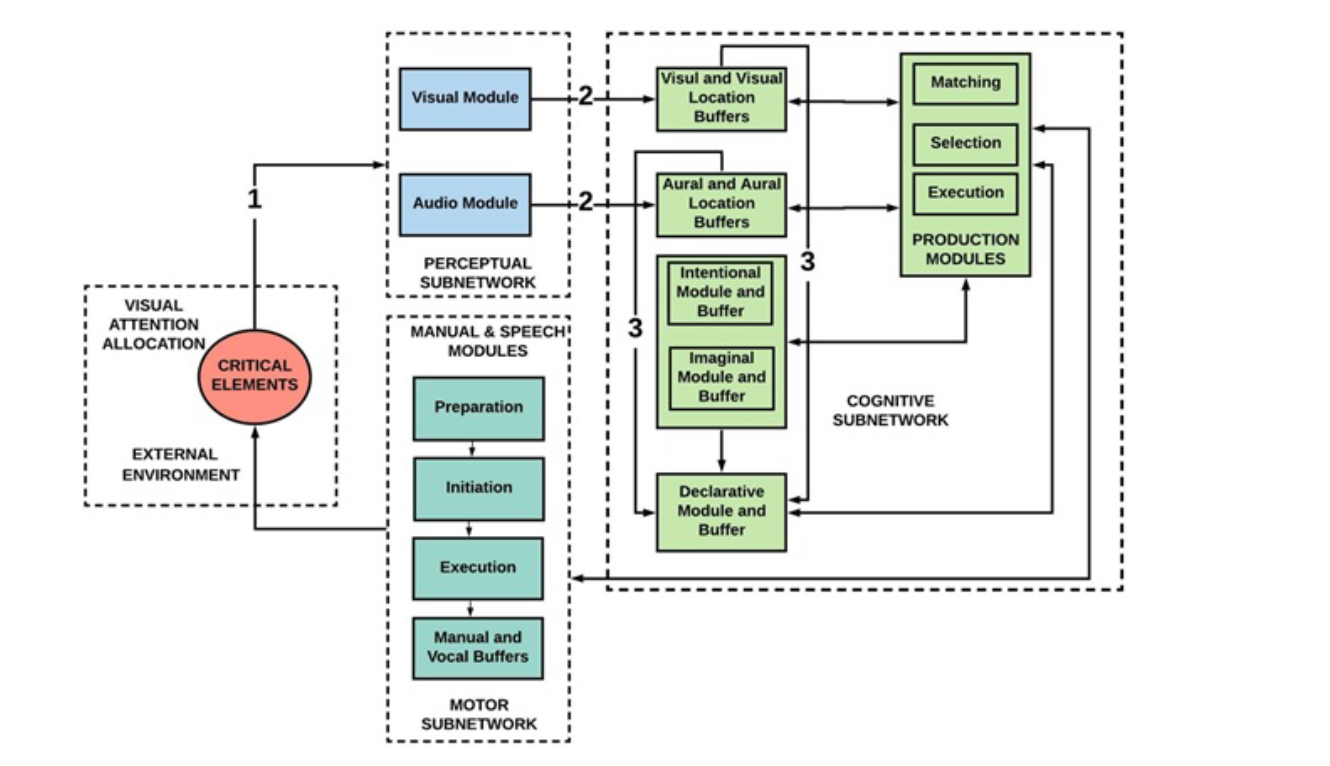 VISUAL
ATTENTION
ALLOCATION
CRITICAL
ELEMENTS
EXTERNAL
ENVIRONMENT
1
Visual Module
Audio Module
PERCEPTUAL
SUBNETWORK
2
2
MANUAL & SPEECH
MODULES
Preparation
Initiation
Execution
Manual and
Vocal Buffers
MOTOR
SUBNETWORK
Visul and Visual
Location
Buffers
Aural and Aural
Location
Buffers
Intentional
Module and
Buffer
Imaginal
Module and
Buffer
Declarative
Module and
Buffer
3
3
Matching
Selection
Execution
PRODUCTION
MODULES
COGNITIVE
SUBNETWORK